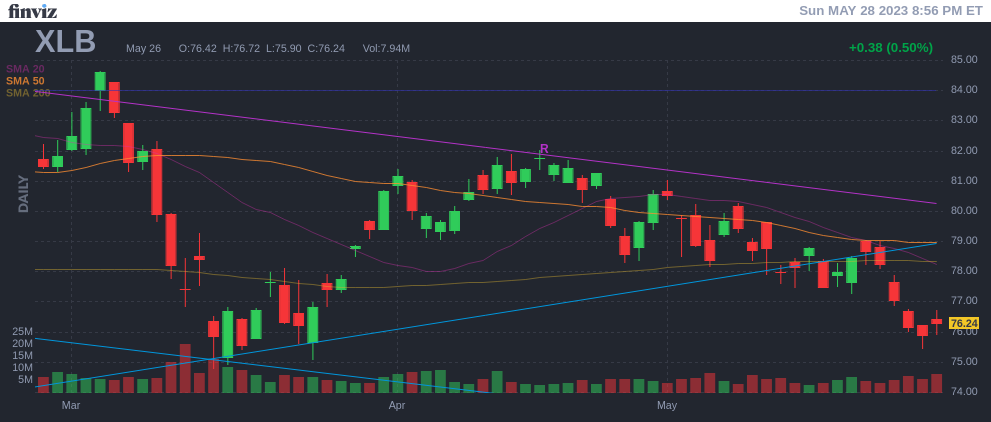 finviz
Sun MAY 28 2023 8:56 PM ET
XLB
May 26 O:76.42 H:76.72 L:75.90 C:76.24 Vol:7.94M
+0.38 (0.50%)
SMA 20
SMA 50
SMA 200
DAILY
R
85.00
84.00
83.00
82.00
81.00
80.00
79.00
78.00
77.00
76.24
76.00
75.00
74.00
25M
20M
15M
10M
5M
Mar Apr May